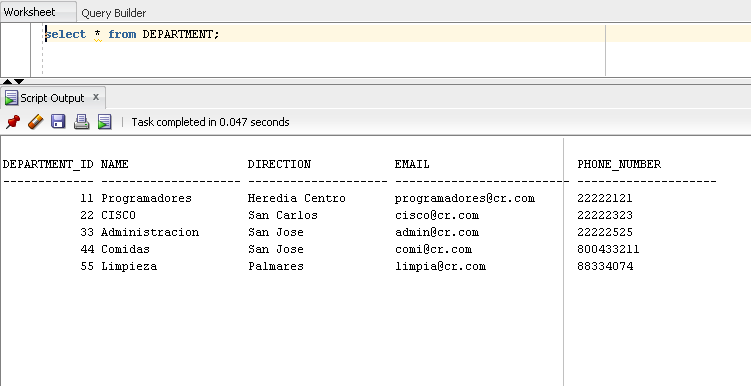 Worksheet Query Builder
select * from DEPARTMENT;
Script Output x
Task completed in 0.047 seconds
DEPARTMENT_ID NAME DIRECTION EMAIL PHONE_NUMBER
------------- -------------------- -------------------- ------------------------- --------------------
11 Programadores Heredia Centro programadores@cr.com 22222121
22 CISCO San Carlos cisco@cr.com 22222323
33 Administracion San Jose admin@cr.com 22222525
44 Comidas San Jose comi@cr.com 800433211
55 Limpieza Palmares limpia@cr.com 88334074